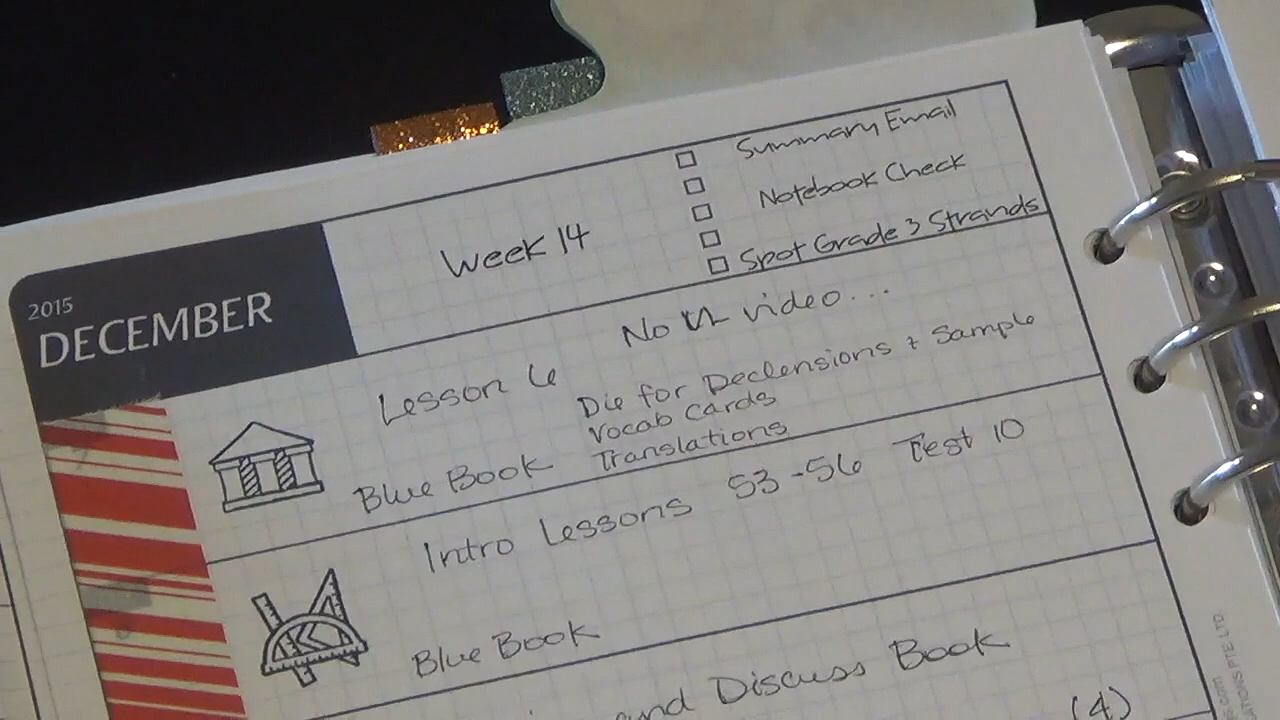 Summary Email
Notebook Check
Week 14
Spot Grade 3 Strands
2015
DECEMBER
No video...
Lesson 6
Die for Declensions + Sample
Vocab Cards
Blue Book Translations
Intro Lessons 53-56 Test 10
Blue Book
and Discuss Book
(4)